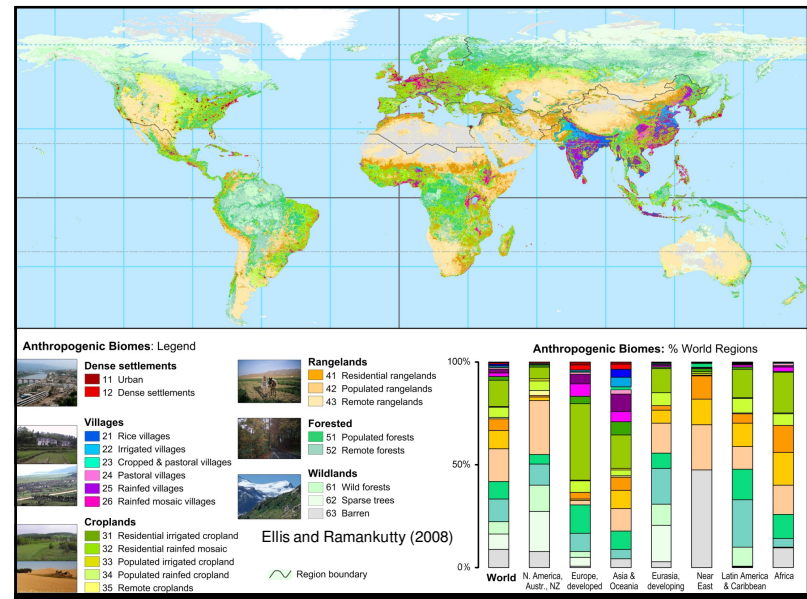 Anthropogenic Biomes: Legend
Dense settlements
11 Urban
12 Dense settlements
Villages
21 Rice villages
22 Irrigated villages
23 Cropped & pastoral villages
24 Pastoral villages
25 Rainfed villages
26 Rainfed mosaic villages
Croplands
31 Residential irrigated cropland
32 Residential rainfed mosaic
33 Populated irrigated cropland
34 Populated rainfed cropland
35 Remote croplands
Rangelands
41 Residential rangelands
42 Populated rangelands
43 Remote rangelands
Forested
51 Populated forests
52 Remote forests
Wildlands
61 Wild forests
62 Sparse trees
63 Barren
Ellis and Ramankutty (2008)
Region boundary
Anthropogenic Biomes: % World Regions
100%
50%
0%
100%
50%
0%
World
N. America,
Austr., NZ
Europe,
developed
Asia &
Oceania
Eurasia,
developing
Near
East
Latin America
& Caribbean
Africa